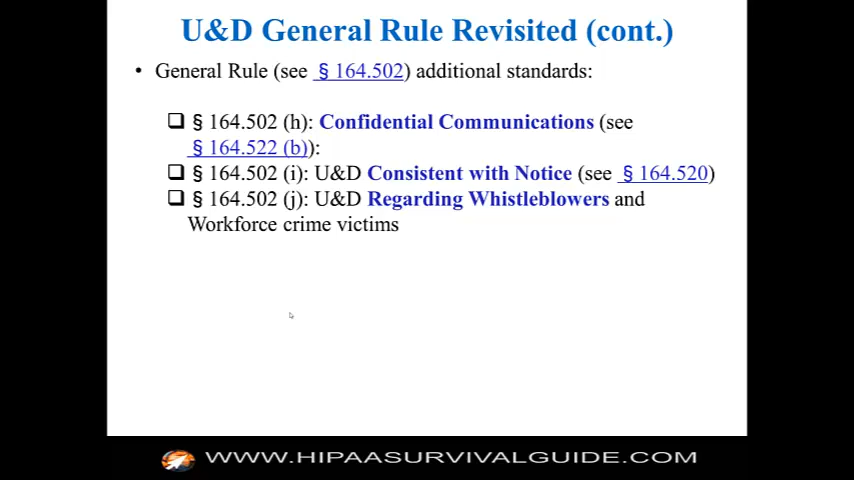 U&D General Rule Revisited (cont.)
• General Rule (see § 164.502) additional standards:
❑ § 164.502 (h): Confidential Communications (see
§ 164.522 (b)):
❑ § 164.502 (i): U&D Consistent with Notice (see § 164.520)
❑ § 164.502 (j): U&D Regarding Whistleblowers and
Workforce crime victims
WWW.HIPAASURVIVALGUIDE.COM